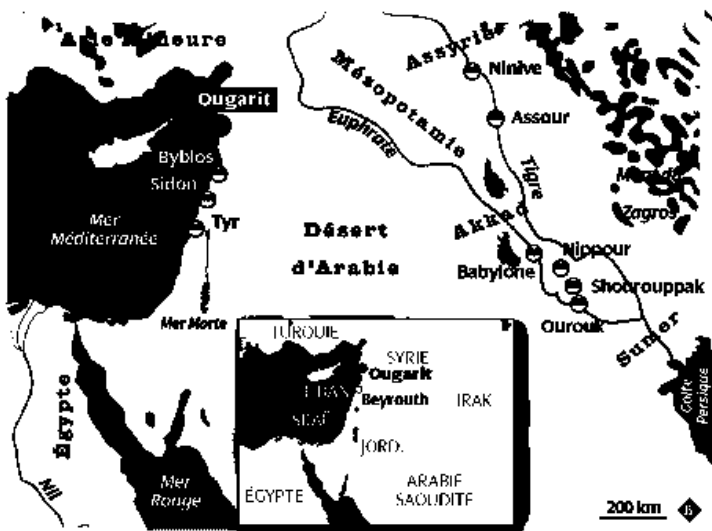 Assyrie
Ninive
Mésopotamie
Ougarit
Assour
Euphrate
Byblos
Tigre
Sidon
Zagros
Mer
Méditerranée
Tyr
Akkad
Désert
d'Arabie
Nippour
Babylone
Shourouppak
Mer Morte
Ourouk
Sumer
TURQUIE
SYRIE
Ougarit
LIBAN
Beyrouth
IRAK
Golfe
Persique
Égypte
JORD.
Mer
Rouge
ÉGYPTE
ARABIE
SAOUDITE
Nil
200 km